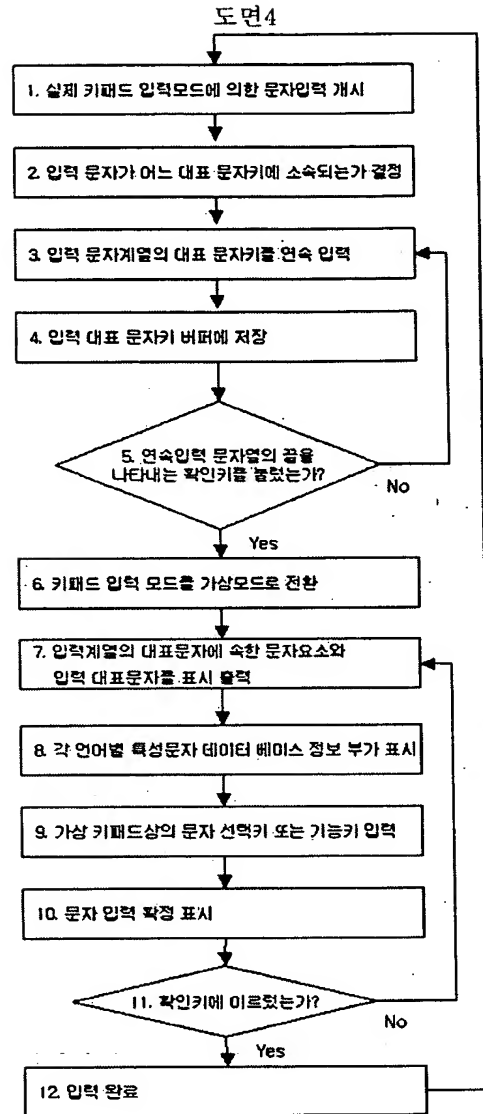 도면4
1. 실제 키패드 입력모드에 의한 문자입력 개시
2. 입력 문자가 어느 대표 문자키에 소속되는가 결정
3. 입력 문자계열의 대표 문자키를 연속 입력
4. 입력 대표 문자키 버퍼에 저장
5. 연속입력 문자열의 끝을
나타내는 확인키를 눌렀는가?
No
Yes
6. 키패드 입력 모드를 가상모드로 전환
7. 입력계열의 대표문자에 속한 문자요소와
입력 대표문자를 표시 출력
8. 각 언어별 특성문자 데이터 베이스 정보 부가 표시
9. 가상 키패드상의 문자 선택키 또는 기능키 입력
10. 문자 입력 확정 표시
11. 확인키에 이르렀는가?
No
Yes
12. 입력 완료